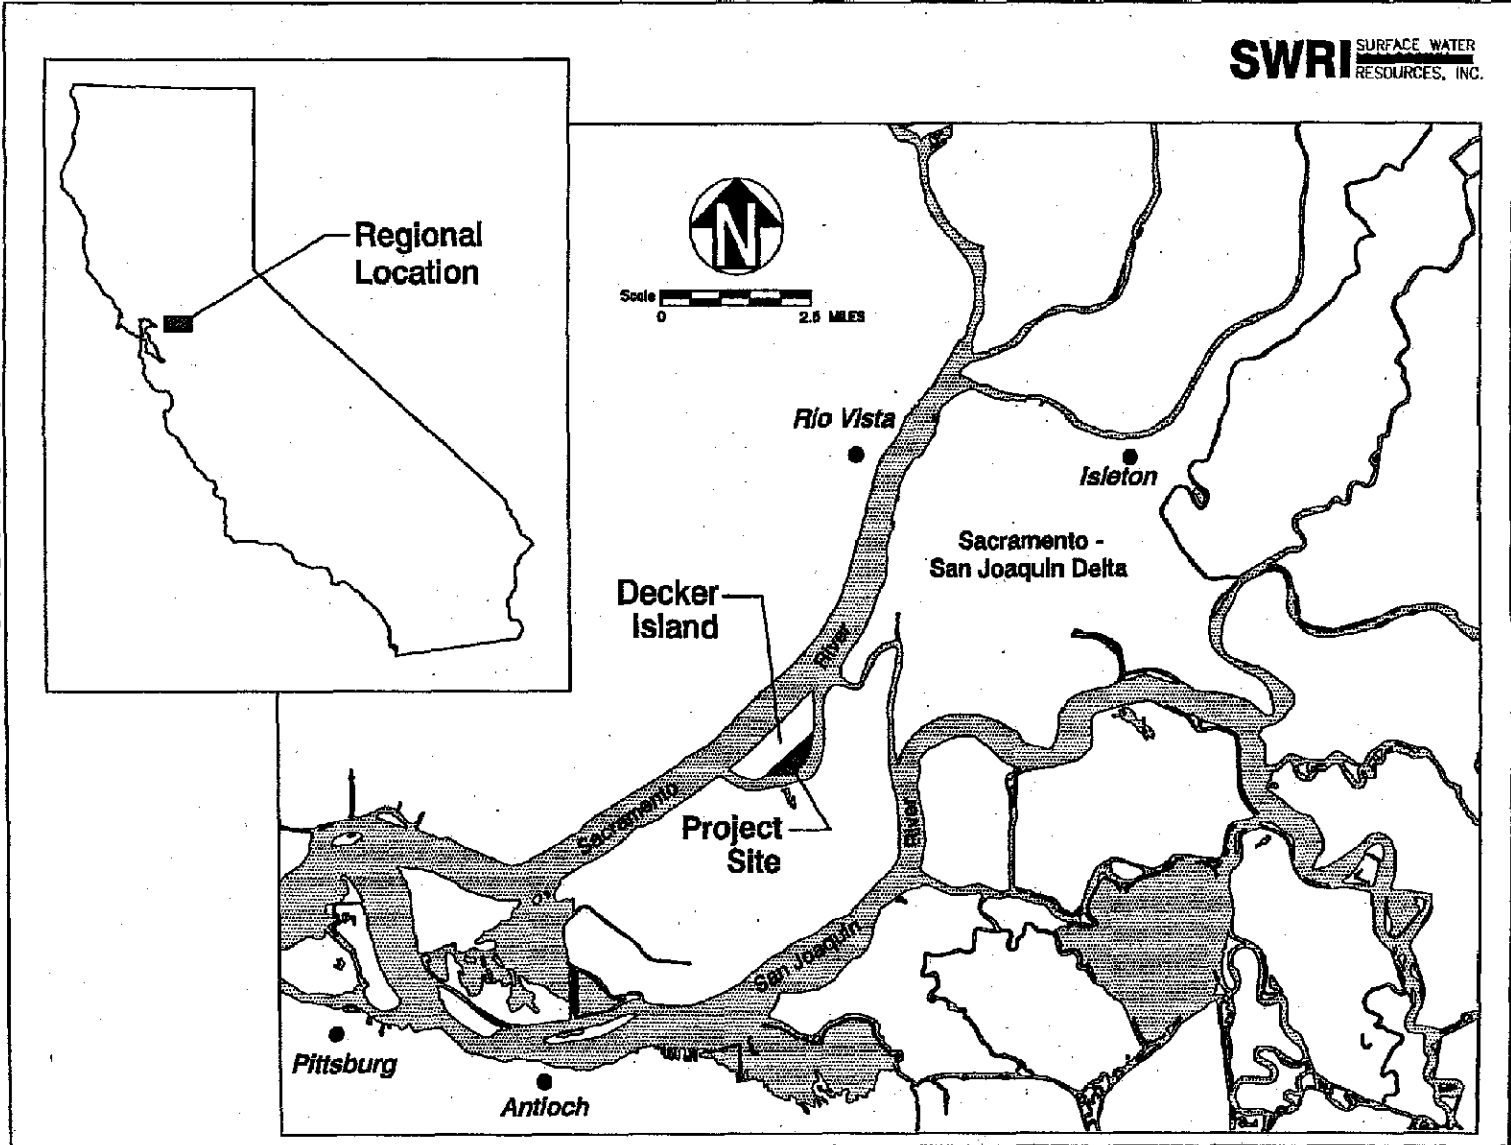 SWRI SURFACE WATER
RESOURCES, INC.
Regional
Location
N
Scale
0 2.5 MILES
Rio Vista
Isleton
Sacramento -
San Joaquin Delta
Decker
Island
River
Sacramento
Project
Site
River
San Joaquin
Pittsburg
Antioch